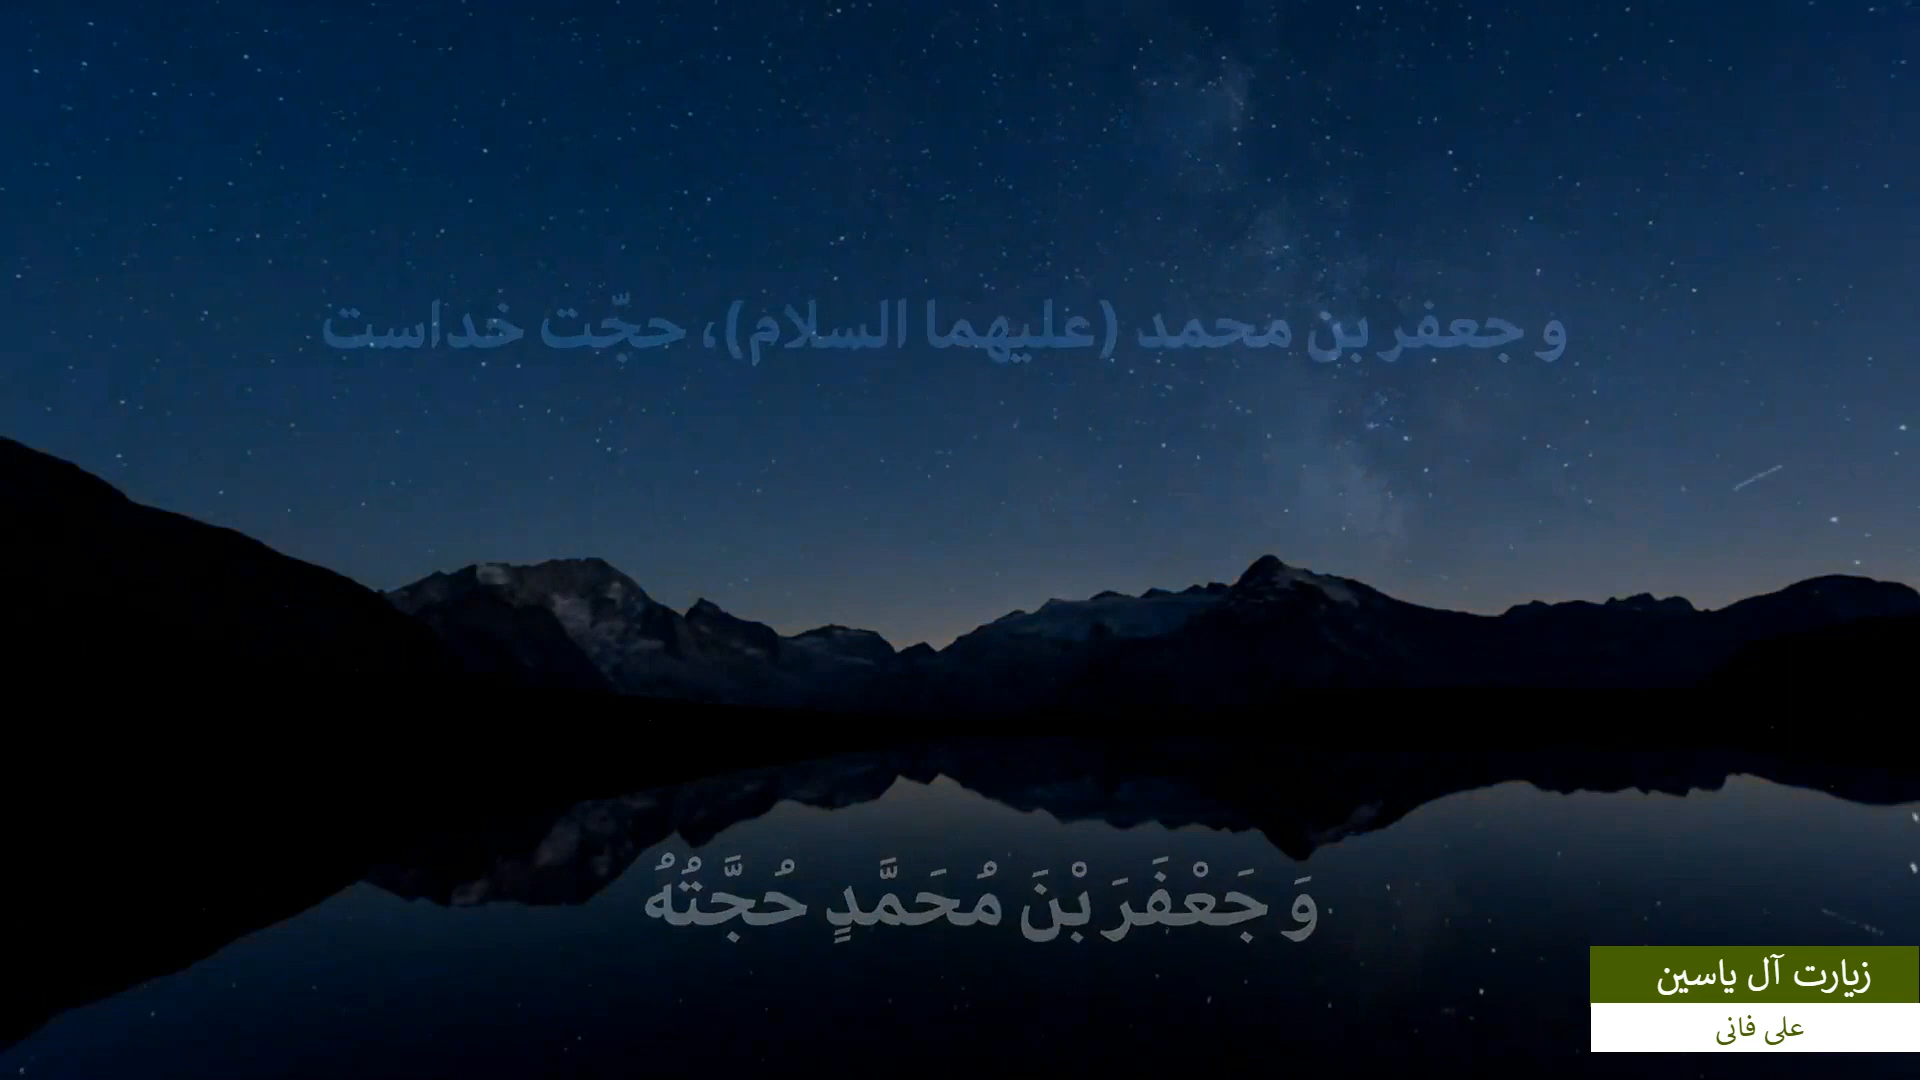 و جعفر بن محمد (علیهما السلام)، حجّت خداست
وَ جَعْفَرَ بْنَ مُحَمَّدٍ حُجَّتُهُ
زیارت آل یاسین
علی فانی